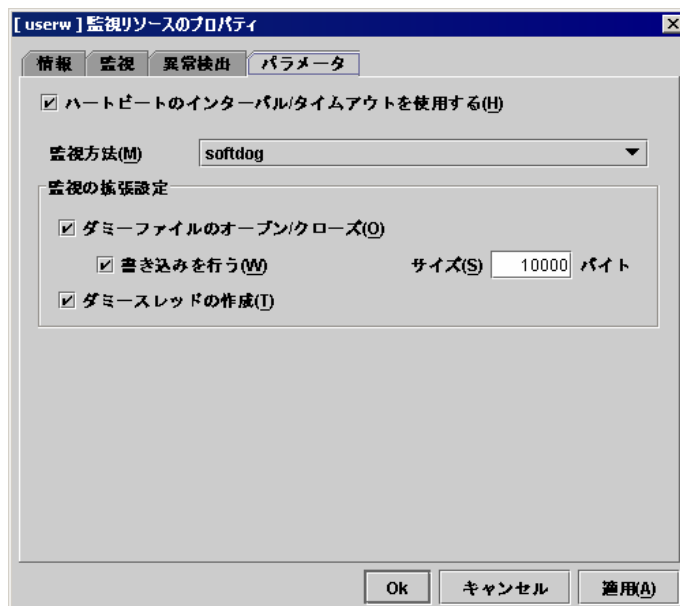 [ userw ] 監視リソースのプロパティ
情報 監視 異常検出 パラメータ
ハートビートのインターバル/タイムアウトを使用する(H)
監視方法(M) softdog
監視の拡張設定
ダミーファイルのオープン/クローズ(O)
書き込みを行う(W) サイズ(S) 10000 バイト
ダミースレッドの作成(T)
Ok キャンセル 適用(A)